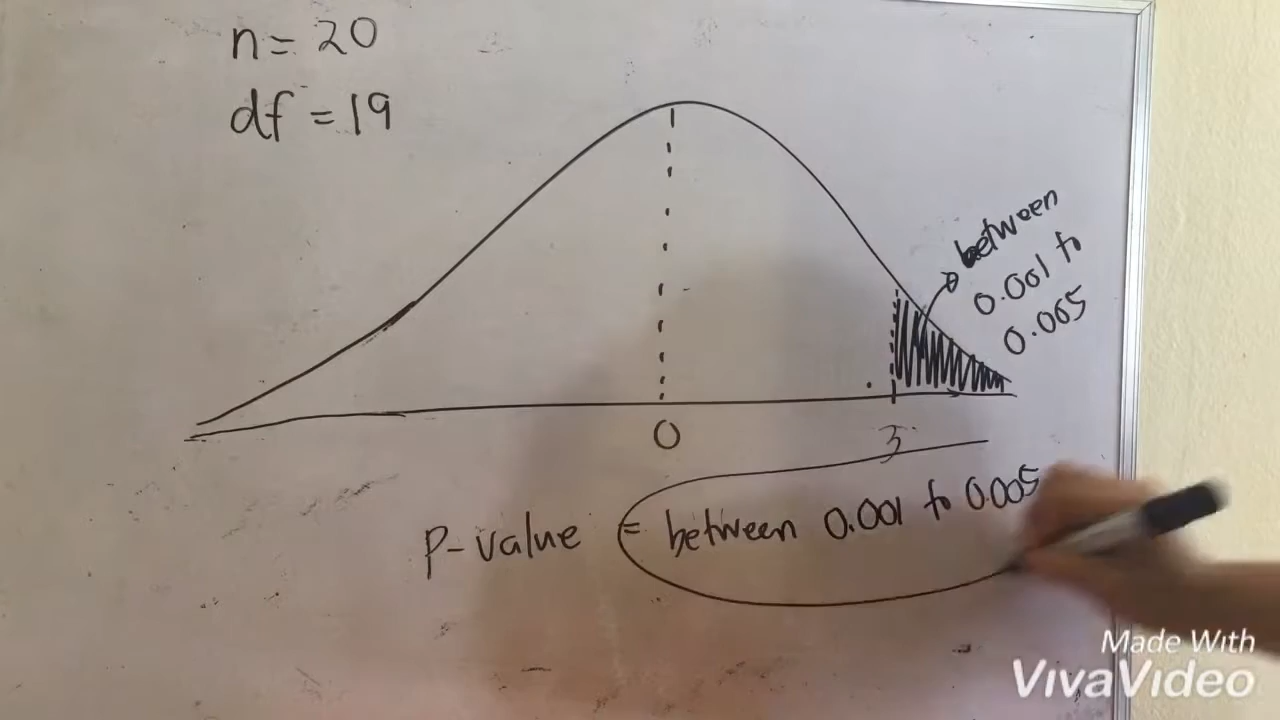 n = 20
df = 19
between
0.001 to
0.005
0
3
P-value = between 0.001 to 0.005
Made With
VivaVideo